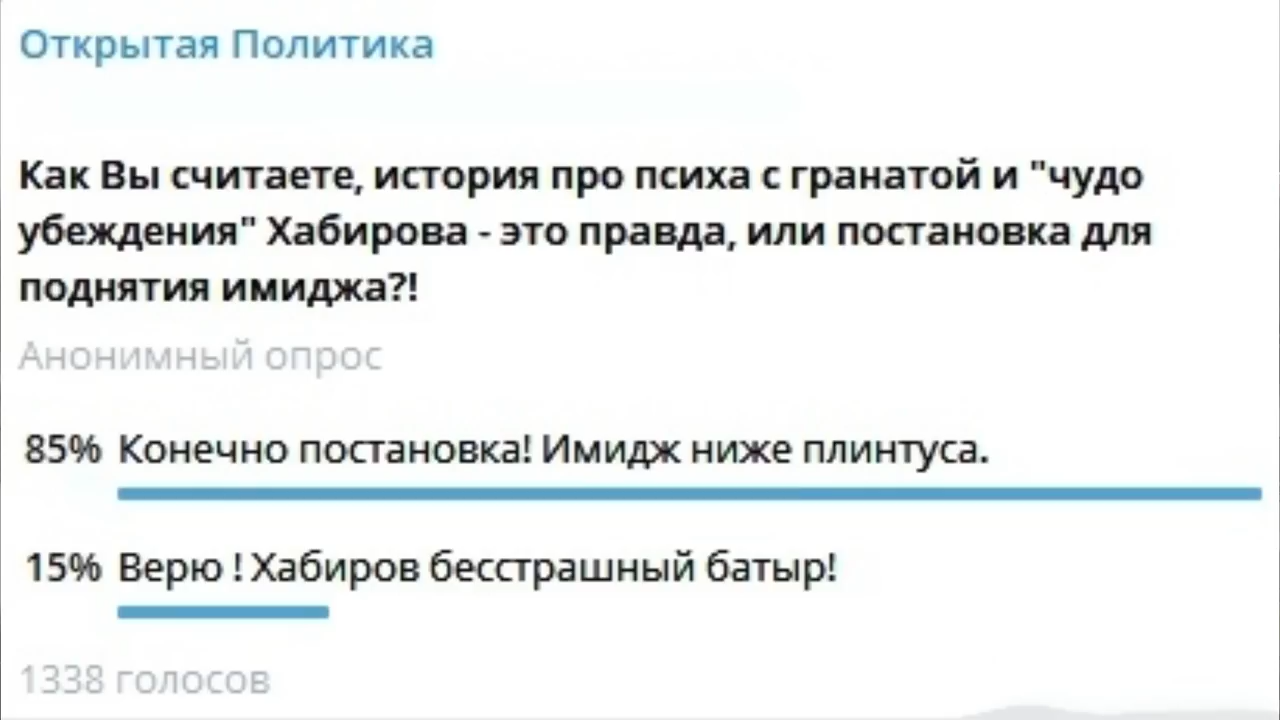 Открытая Политика
Как Вы считаете, история про психа с гранатой и "чудо
убеждения" Хабирова - это правда, или постановка для
поднятия имиджа?!
Анонимный опрос
85% Конечно постановка! Имидж ниже плинтуса.
15% Верю ! Хабиров бесстрашный батыр!
1338 голосов